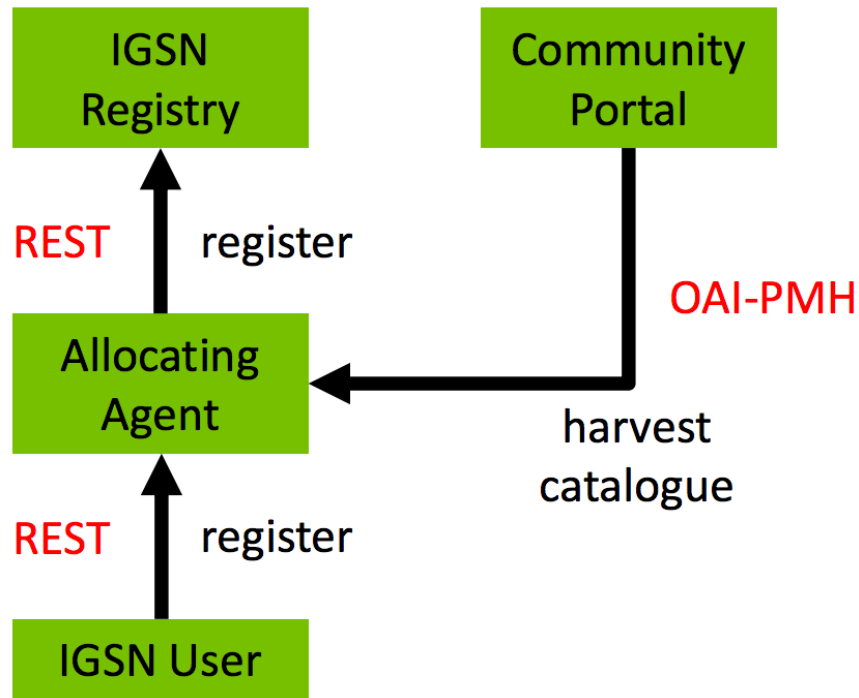 IGSN
Registry
Community
Portal
REST
register
OAI-PMH
Allocating
Agent
harvest
catalogue
REST
register
IGSN User